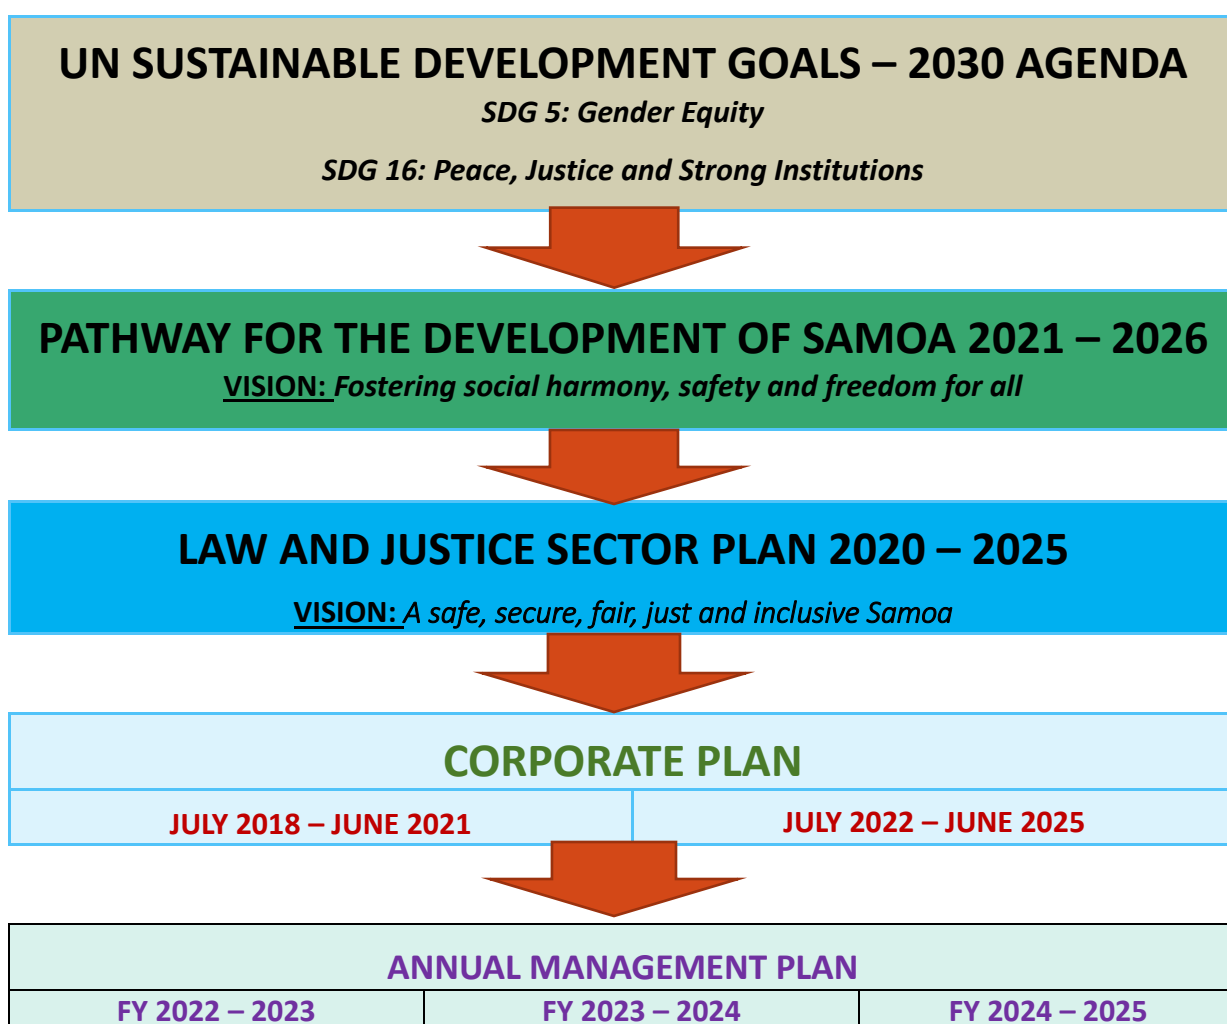 UN SUSTAINABLE DEVELOPMENT GOALS – 2030 AGENDA
SDG 5: Gender Equity
SDG 16: Peace, Justice and Strong Institutions
PATHWAY FOR THE DEVELOPMENT OF SAMOA 2021 – 2026
VISION: Fostering social harmony, safety and freedom for all
LAW AND JUSTICE SECTOR PLAN 2020 – 2025
VISION: A safe, secure, fair, just and inclusive Samoa
CORPORATE PLAN
JULY 2018 – JUNE 2021
JULY 2022 – JUNE 2025
ANNUAL MANAGEMENT PLAN
FY 2022 – 2023
FY 2023 – 2024
FY 2024 – 2025